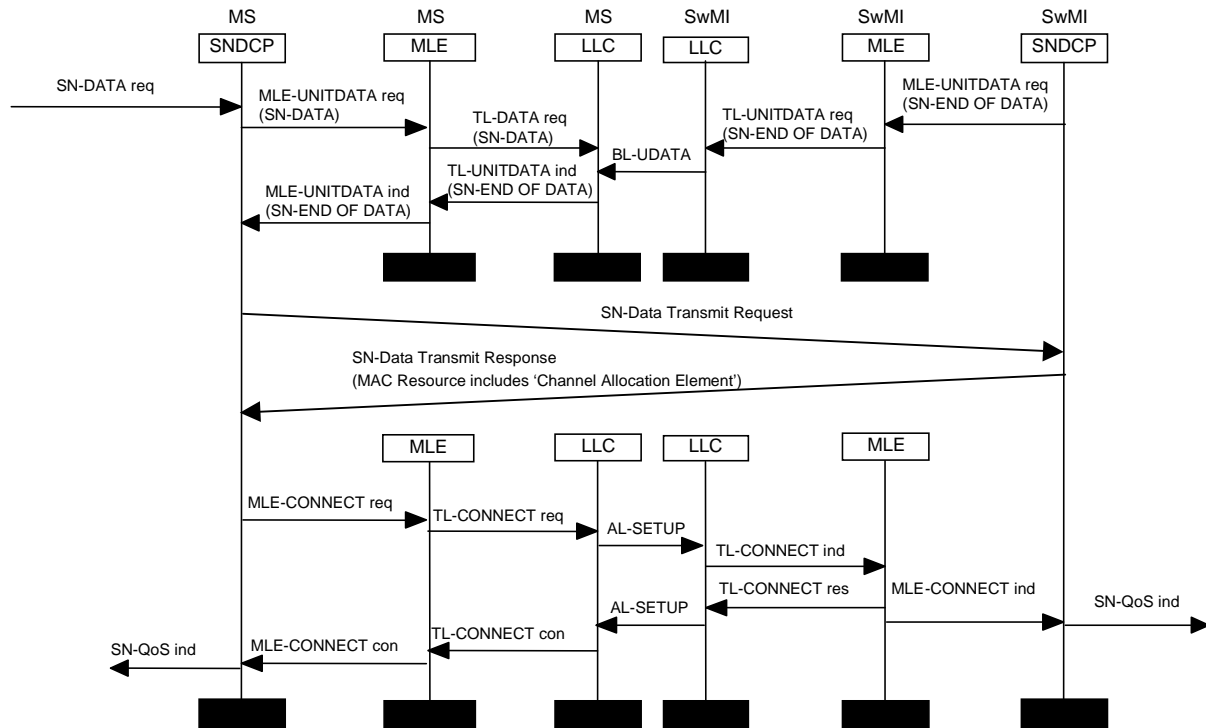 MS
MS
MS
SwMI
SwMI
SwMI
SNDCP
MLE
LLC
LLC
MLE
SNDCP
SN-DATA req
MLE-UNITDATA req
(SN-DATA)
TL-DATA req
(SN-DATA)
TL-UNITDATA req
(SN-END OF DATA)
MLE-UNITDATA req
(SN-END OF DATA)
BL-UDATA
TL-UNITDATA ind
(SN-END OF DATA)
MLE-UNITDATA ind
(SN-END OF DATA)
SN-Data Transmit Request
SN-Data Transmit Response
(MAC Resource includes ‘Channel Allocation Element’)
MLE
LLC
LLC
MLE
MLE-CONNECT req
TL-CONNECT req
AL-SETUP
TL-CONNECT ind
TL-CONNECT res
MLE-CONNECT ind
SN-QoS ind
AL-SETUP
TL-CONNECT con
MLE-CONNECT con
SN-QoS ind